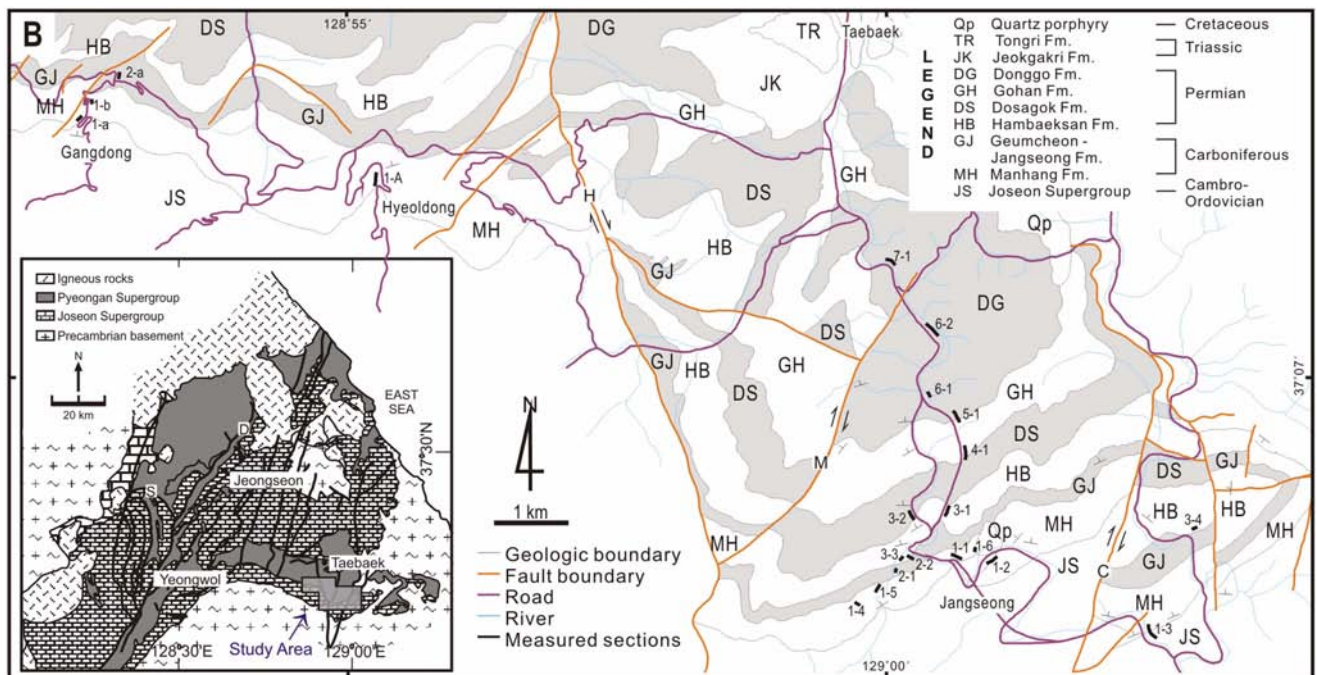 B
128°55′
DS
DG
TR
Taebaek
HB
GJ
2-a
MH
1-b
1-a
Gangdong
HB
GJ
JK
GH
JS
1-A
Hyeoldong
MH
H
DS
GH
HB
GJ
7-1
Qp
DG
DS
6-2
GJ
HB
GH
DS
6-1
GH
5-1
DS
4-1
HB
M
GJ
3-2
3-1
MH
Qp
MH
3-3
2-2
1-1
1-6
1-2
2-1
1-5
1-4
Jangseong
JS
C
DS
GJ
HB
3-4
HB
MH
GJ
MH
1-3
JS
37°07′
129°00′
LEGEND
Qp Quartz porphyry Cretaceous
TR Tongri Fm. Triassic
JK Jeokgakri Fm.
DG Donggo Fm. Permian
GH Gohan Fm.
DS Dosagok Fm.
HB Hambaeksan Fm.
GJ Geumcheon - Carboniferous
Jangseong Fm.
MH Manhang Fm.
JS Joseon Supergroup Cambro-
Ordovician
N
1 km
Geologic boundary
Fault boundary
Road
River
Measured sections
Igneous rocks
Pyeongan Supergroup
Joseon Supergroup
Precambrian basement
N
20 km
EAST
SEA
D
S
Jeongseon
37°30′N
Taebaek
Yeongwol
Study Area
128°30′E
129°00′E